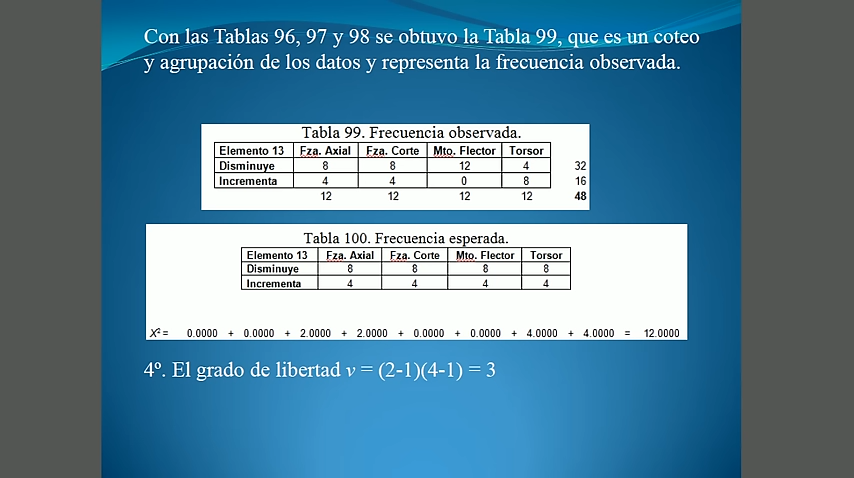 Con las Tablas 96, 97 y 98 se obtuvo la Tabla 99, que es un coteo
y agrupación de los datos y representa la frecuencia observada.
Tabla 99. Frecuencia observada.
Elemento 13 Fza. Axial Fza. Corte Mto. Flector Torsor
Disminuye 8 8 12 4 32
Incrementa 4 4 0 8 16
12 12 12 12 48
Tabla 100. Frecuencia esperada.
Elemento 13 Fza. Axial Fza. Corte Mto. Flector Torsor
Disminuye 8 8 8 8
Incrementa 4 4 4 4
X² = 0.0000 + 0.0000 + 2.0000 + 2.0000 + 0.0000 + 0.0000 + 4.0000 + 4.0000 = 12.0000
4º. El grado de libertad v = (2-1)(4-1) = 3